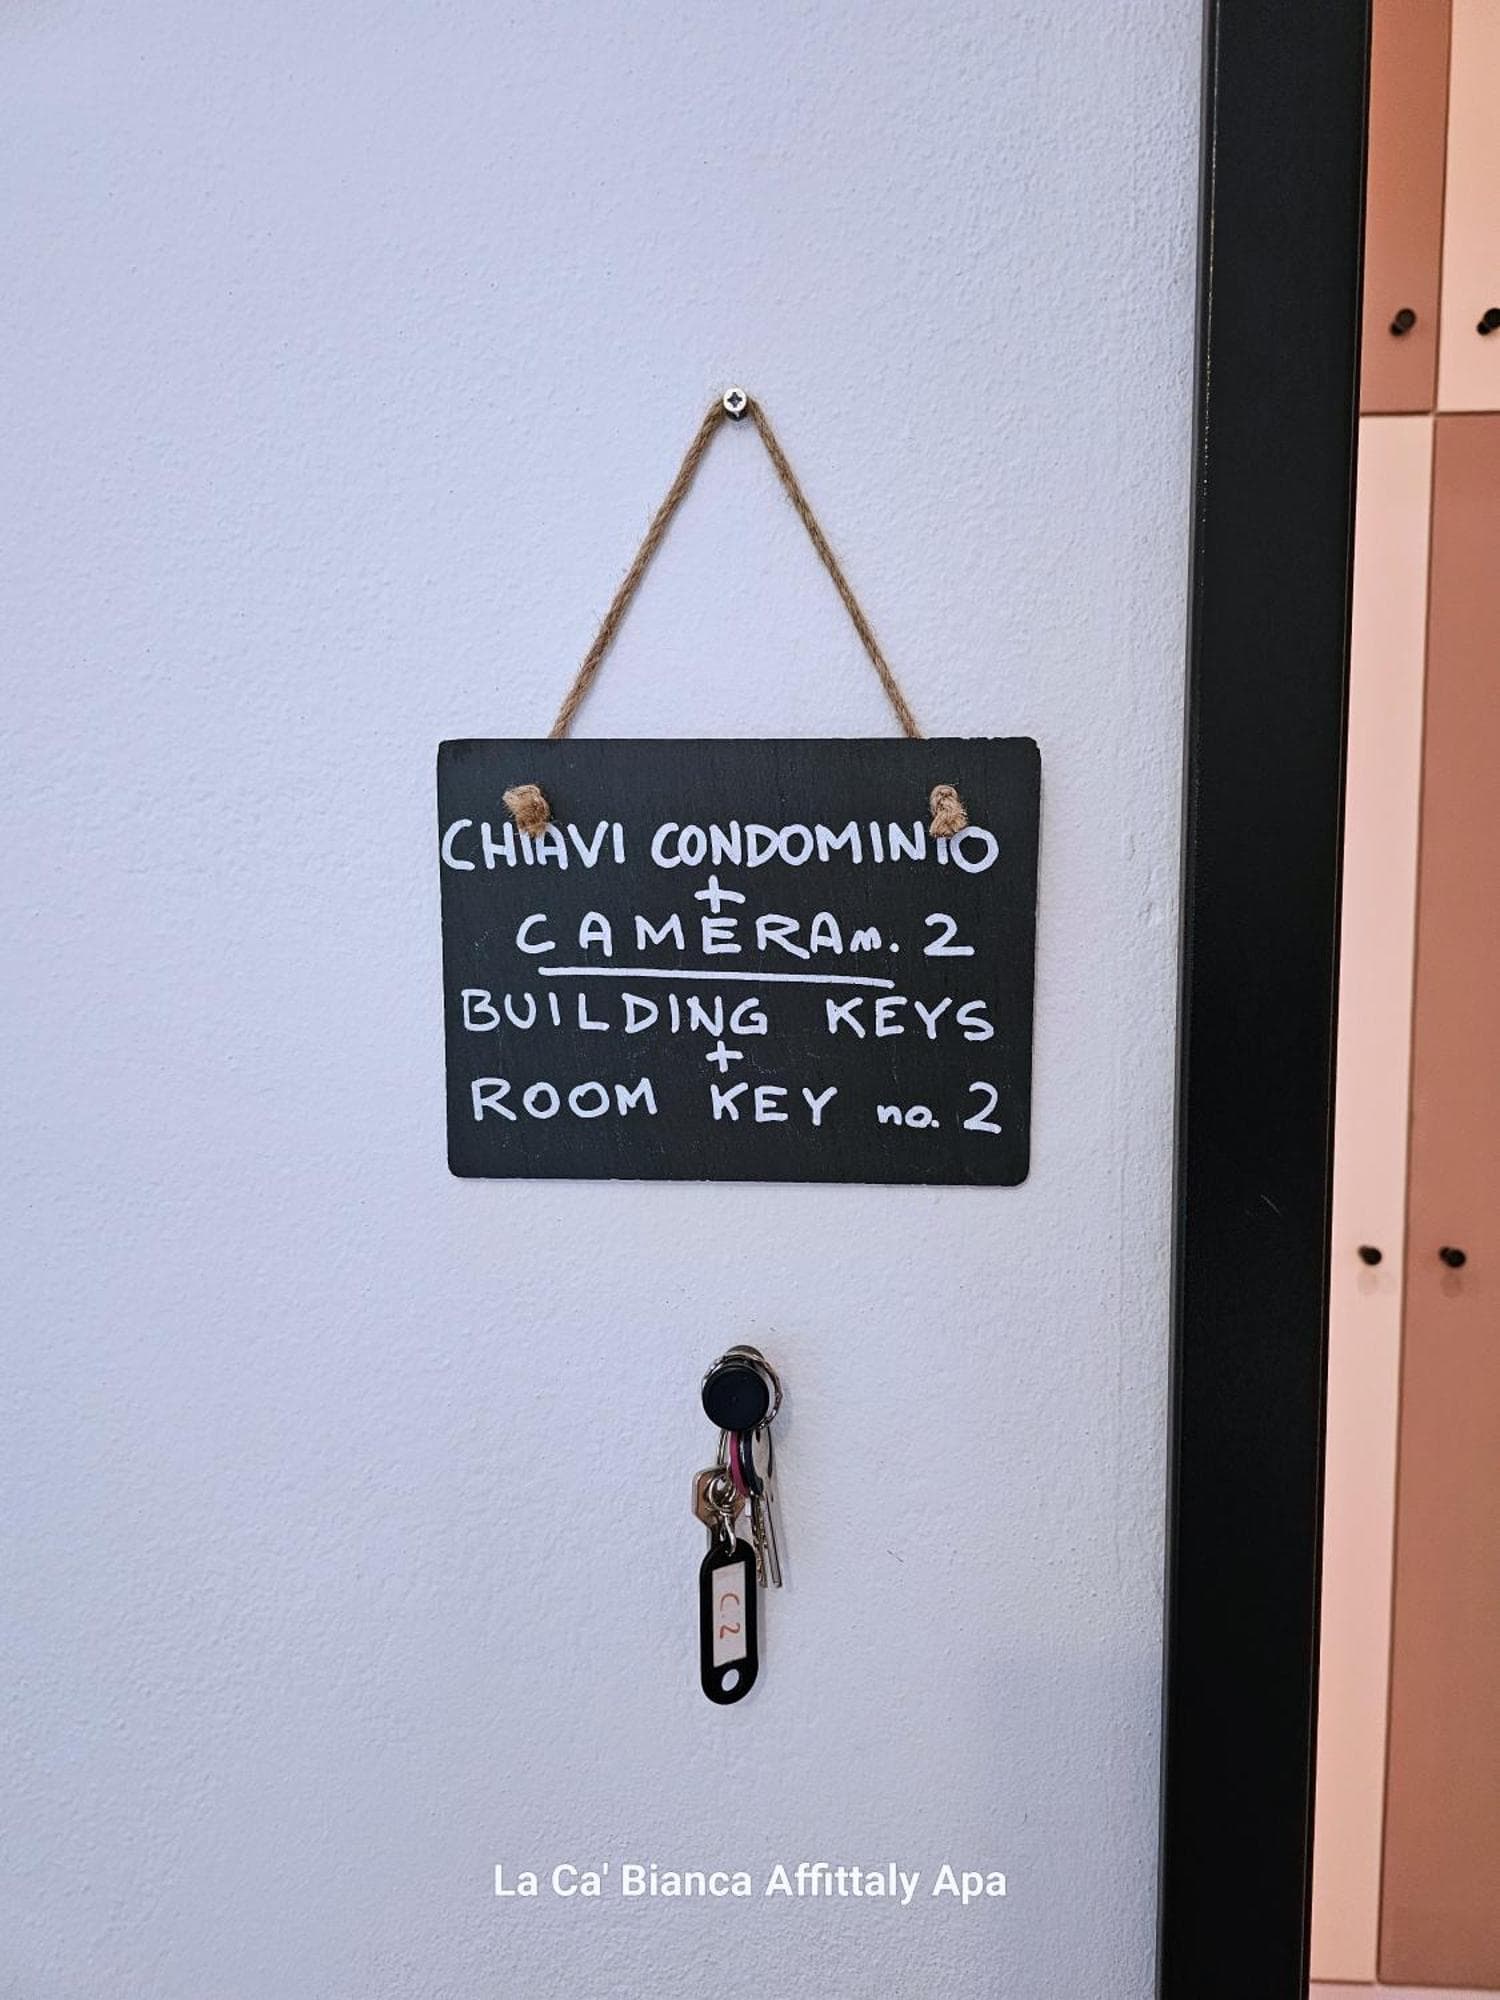 CHIAVI CONDOMINIO
+
CAMERA n. 2
BUILDING KEYS
+
ROOM KEY no. 2
C.2
La Ca' Bianca Affittaly Apa